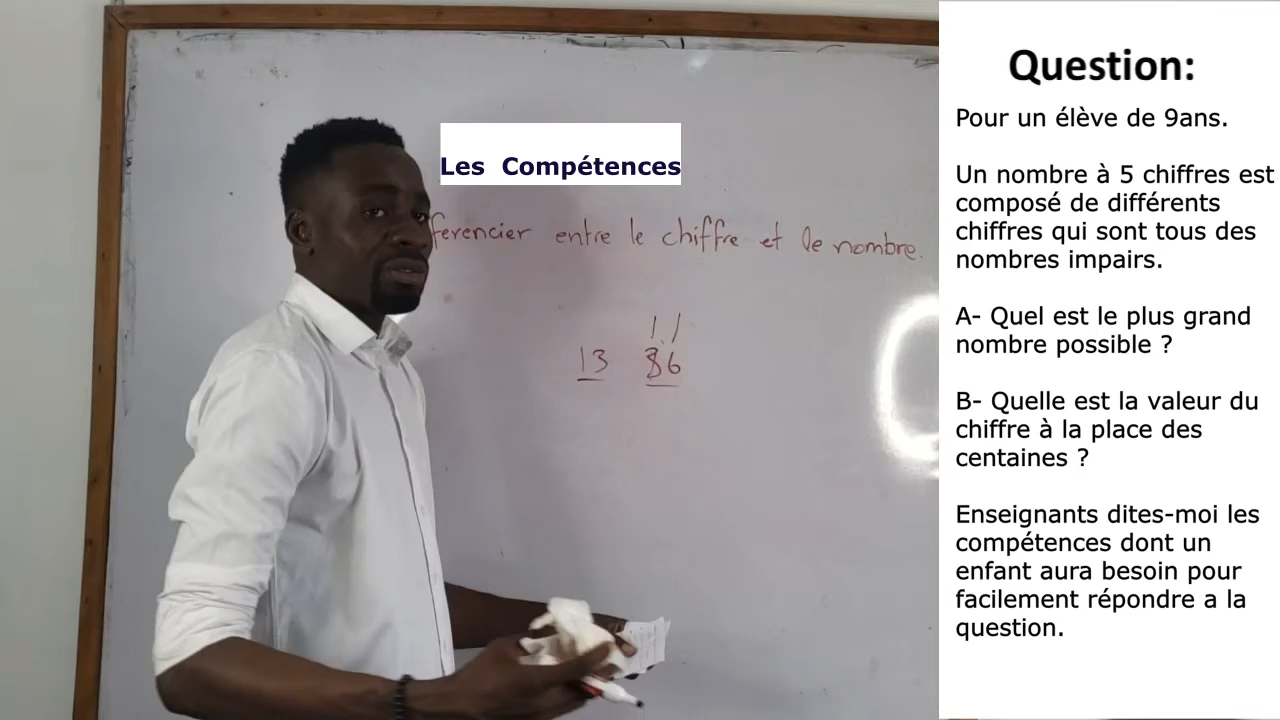 Les Compétences
ferencier entre le chiffre et le nombre.
11
13 36
Question:
Pour un élève de 9ans.
Un nombre à 5 chiffres est
composé de différents
chiffres qui sont tous des
nombres impairs.
A- Quel est le plus grand
nombre possible ?
B- Quelle est la valeur du
chiffre à la place des
centaines ?
Enseignants dites-moi les
compétences dont un
enfant aura besoin pour
facilement répondre a la
question.